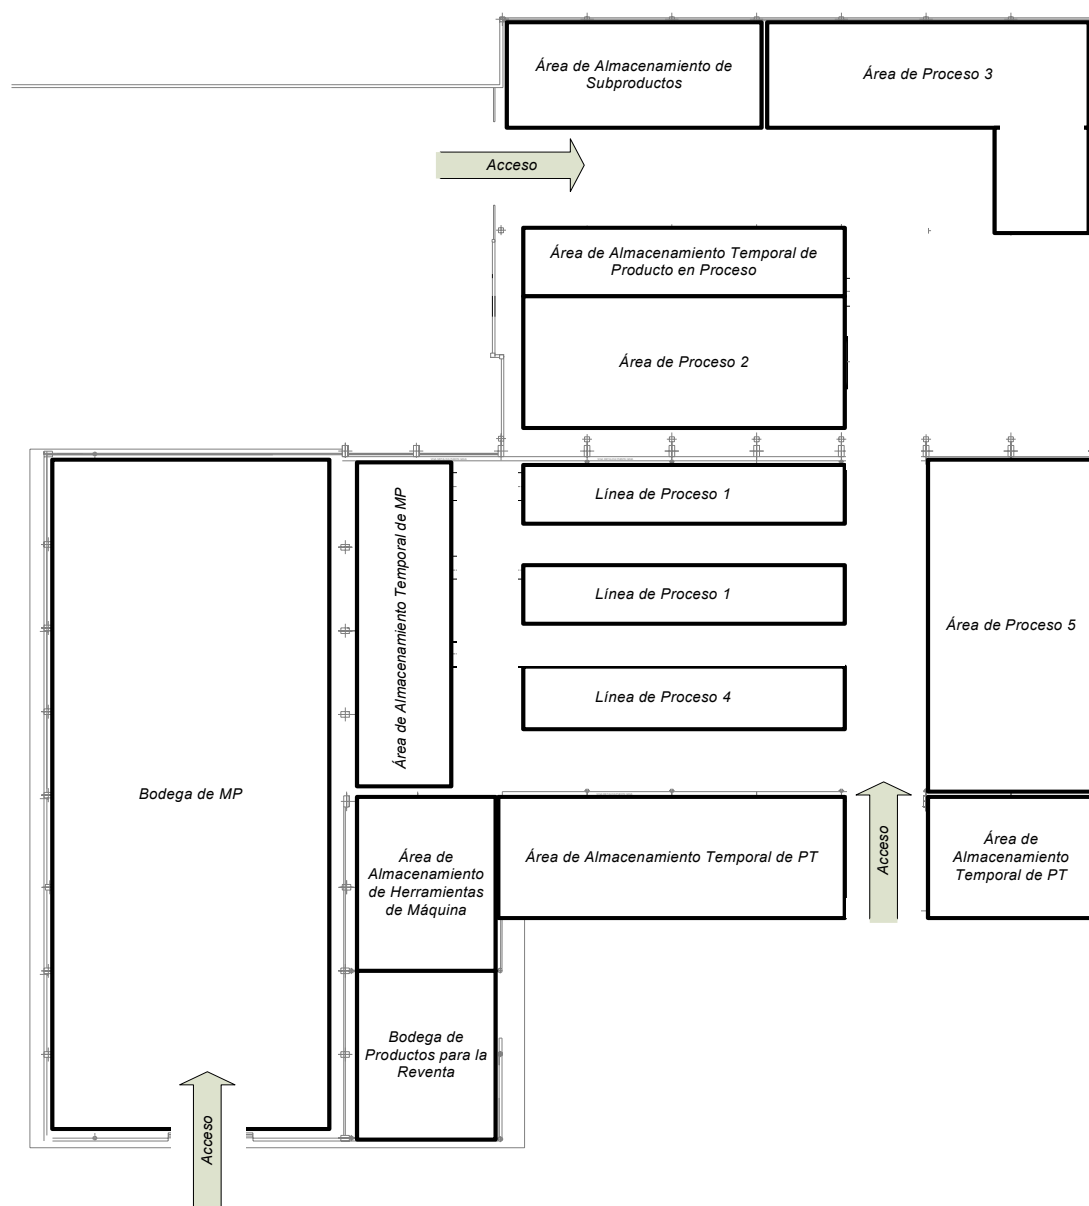 Área de Almacenamiento de
Subproductos
Área de Proceso 3
Acceso
Área de Almacenamiento Temporal de
Producto en Proceso
Área de Proceso 2
Línea de Proceso 1
Área de Almacenamiento Temporal de MP
Línea de Proceso 1
Área de Proceso 5
Línea de Proceso 4
Bodega de MP
Área de
Almacenamiento
de Herramientas
de Máquina
Área de Almacenamiento Temporal de PT
Acceso
Área de
Almacenamiento
Temporal de PT
Bodega de
Productos para la
Reventa
Acceso